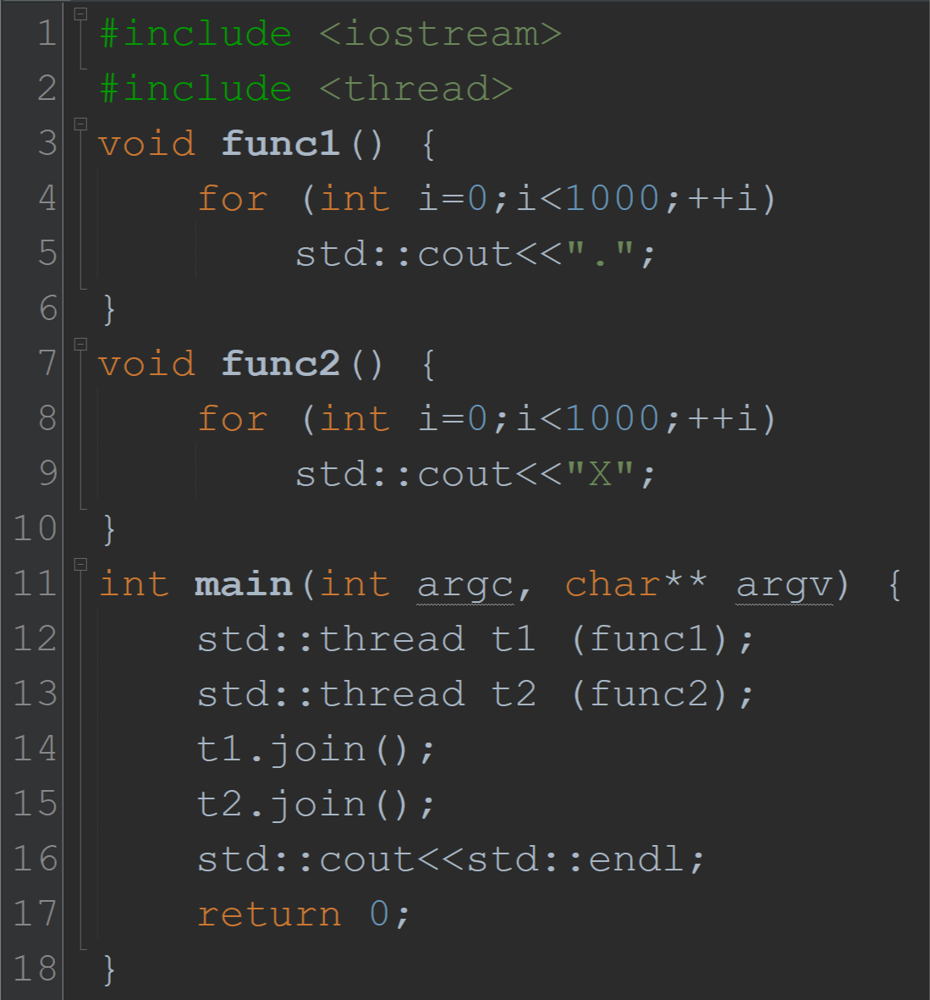 1 #include <iostream>
2 #include <thread>
3 void func1() {
4 for (int i=0;i<1000;++i)
5 std::cout<<".";
6 }
7 void func2() {
8 for (int i=0;i<1000;++i)
9 std::cout<<"X";
10 }
11 int main(int argc, char** argv) {
12 std::thread t1 (func1);
13 std::thread t2 (func2);
14 t1.join();
15 t2.join();
16 std::cout<<std::endl;
17 return 0;
18 }